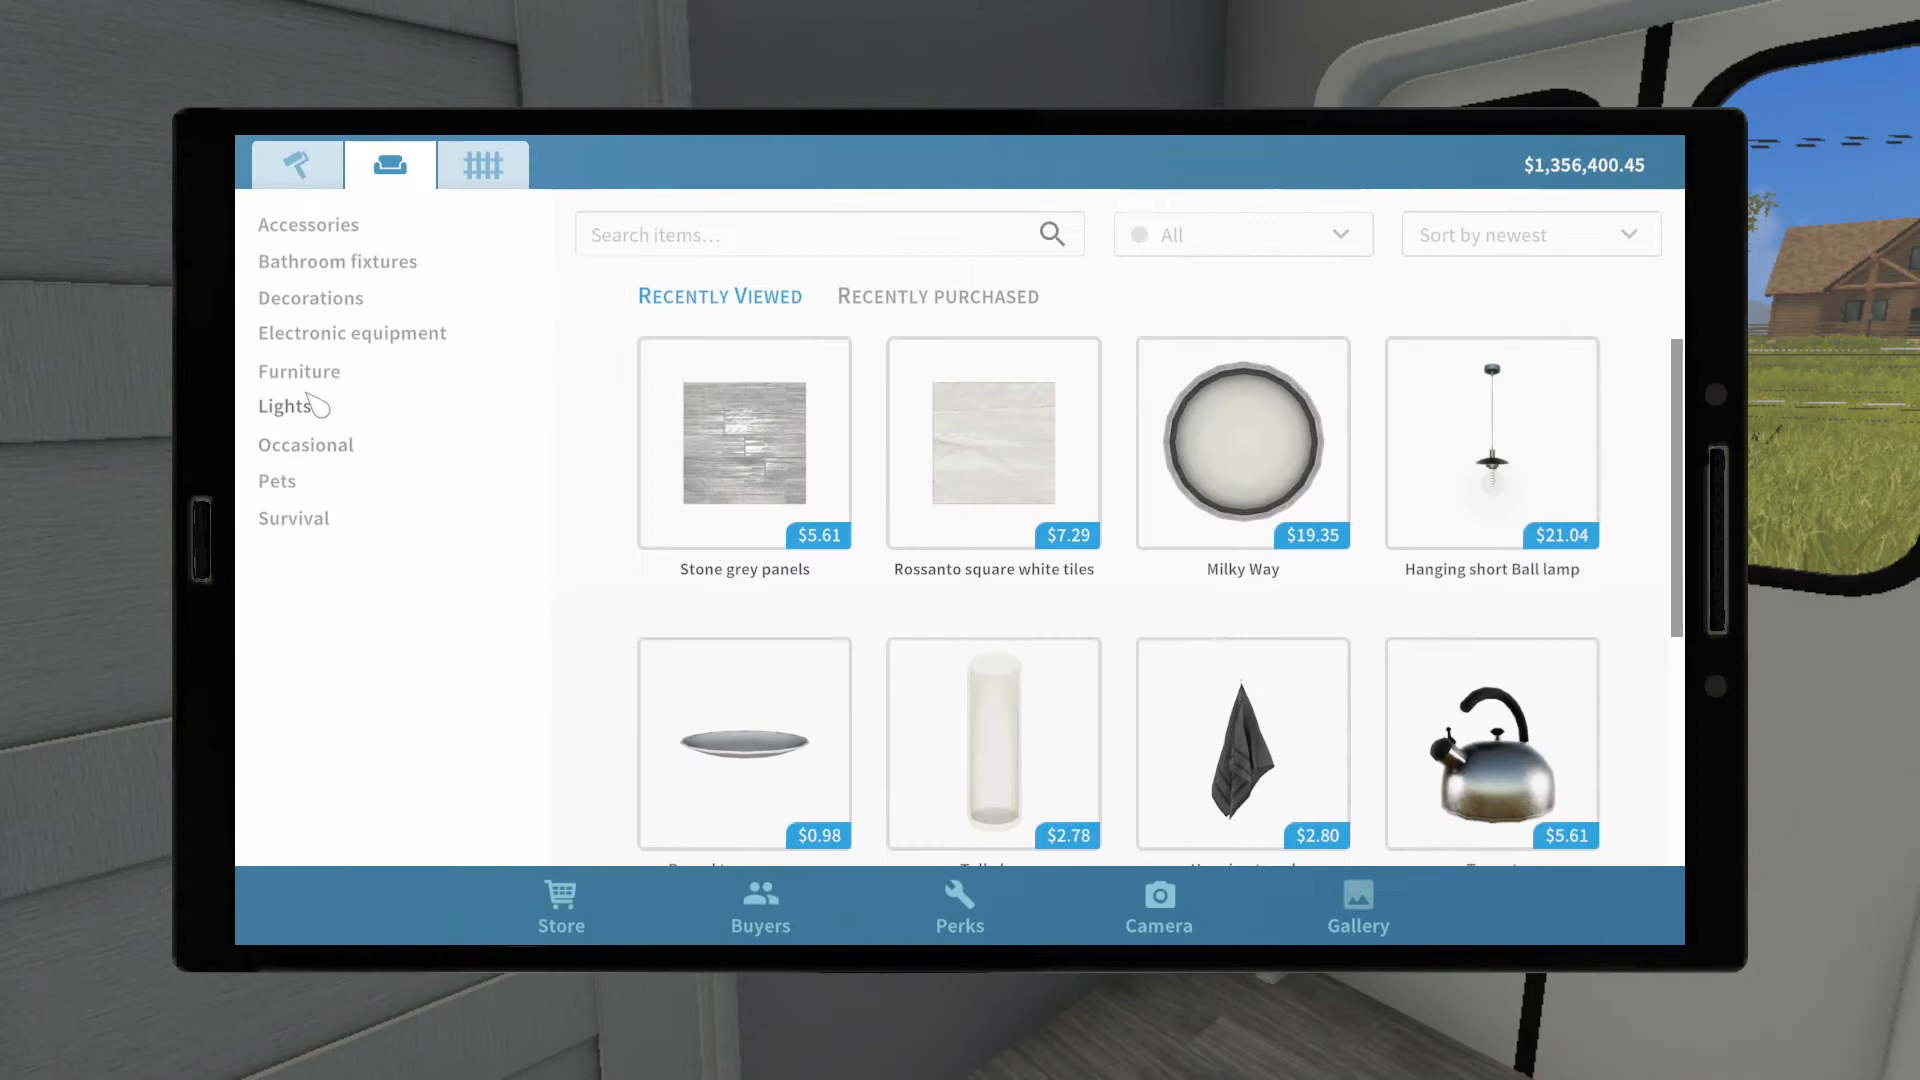 $1,356,400.45
Accessories
Bathroom fixtures
Decorations
Electronic equipment
Furniture
Lights
Occasional
Pets
Survival
Search items...
All
Sort by newest
RECENTLY VIEWED
RECENTLY PURCHASED
$5.61
$7.29
$19.35
$21.04
Stone grey panels
Rossanto square white tiles
Milky Way
Hanging short Ball lamp
$0.98
$2.78
$2.80
$5.61
Store
Buyers
Perks
Camera
Gallery